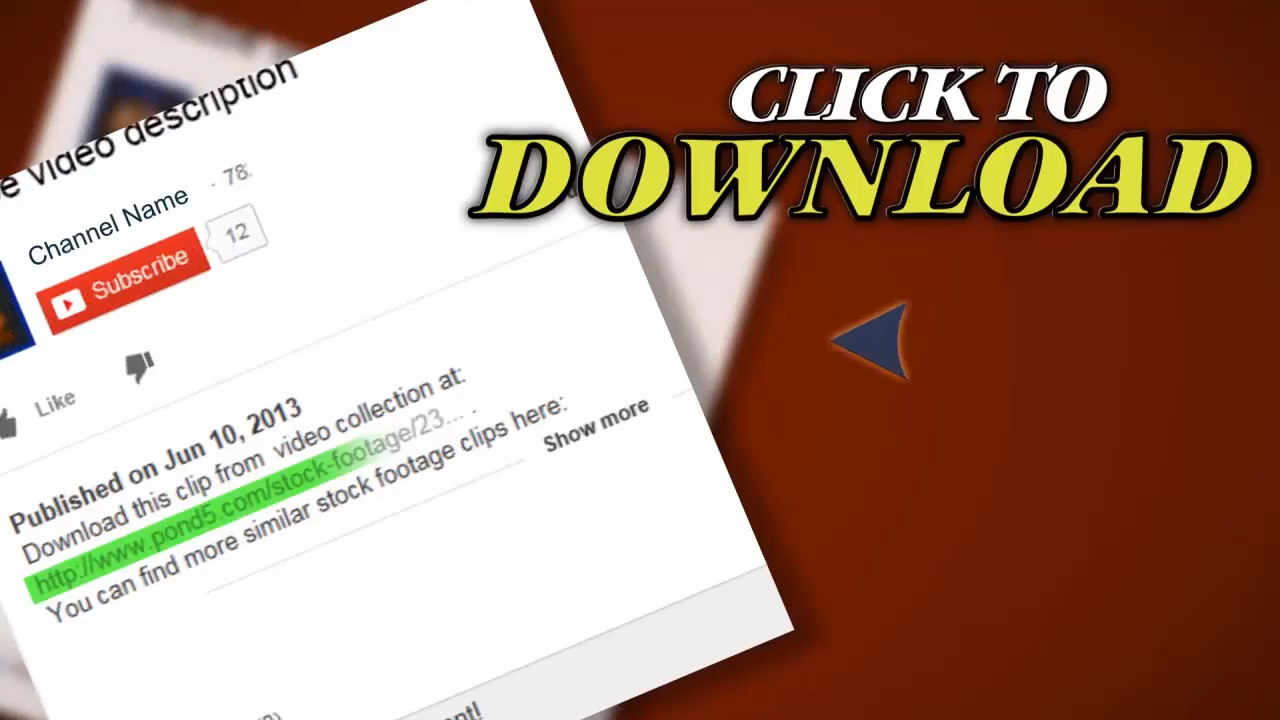 CLICK TO
DOWNLOAD
video description
Channel Name
78
Subscribe
12
Like
Published on Jun 10, 2013
Download this clip from video collection at:
http://www.pond5.com/stock-footage/23...
You can find more similar stock footage clips here:
Show more